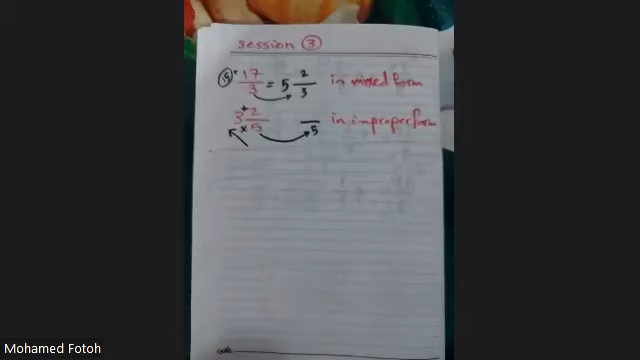 session ③
17/3 = 5 2/3 in mixed form
3 + 2/5 × __/5 in improper form
Mohamed Fotoh